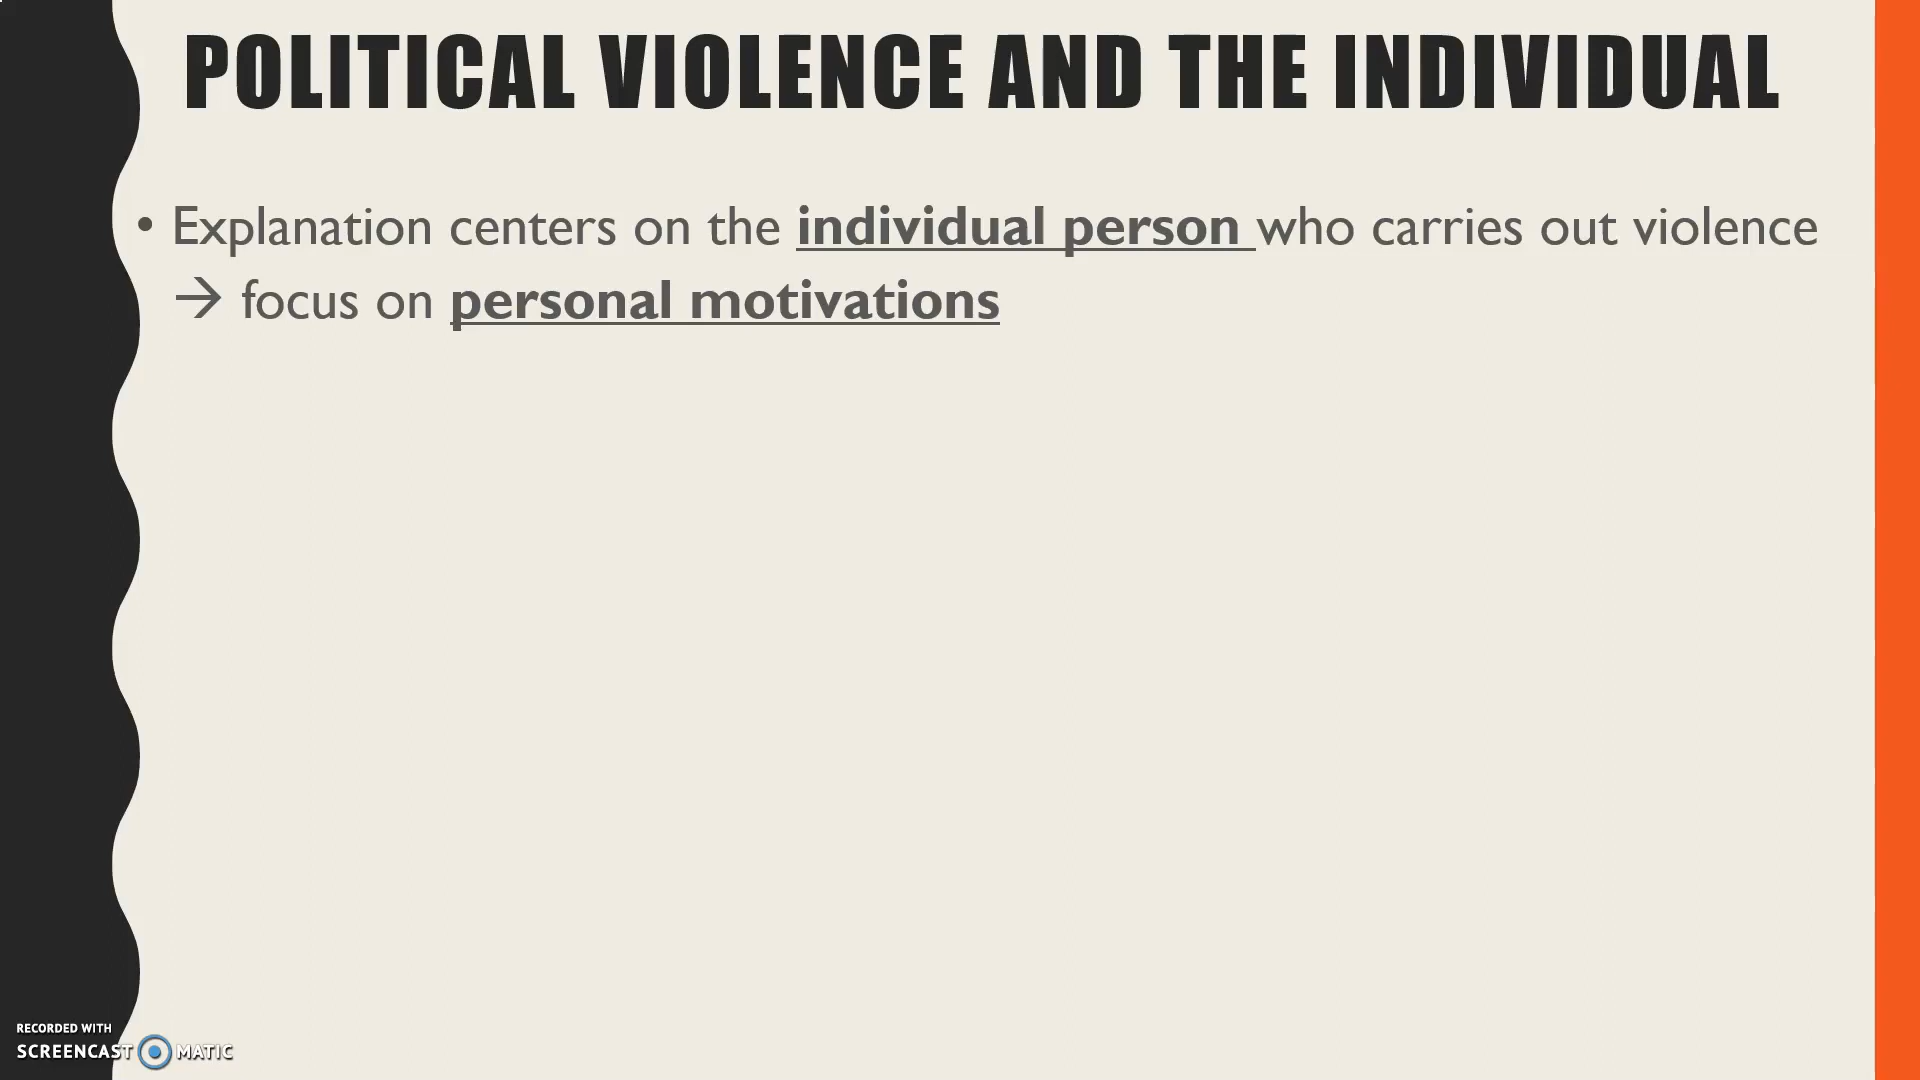 POLITICAL VIOLENCE AND THE INDIVIDUAL
• Explanation centers on the individual person who carries out violence
→ focus on personal motivations
RECORDED WITH
SCREENCAST MATIC